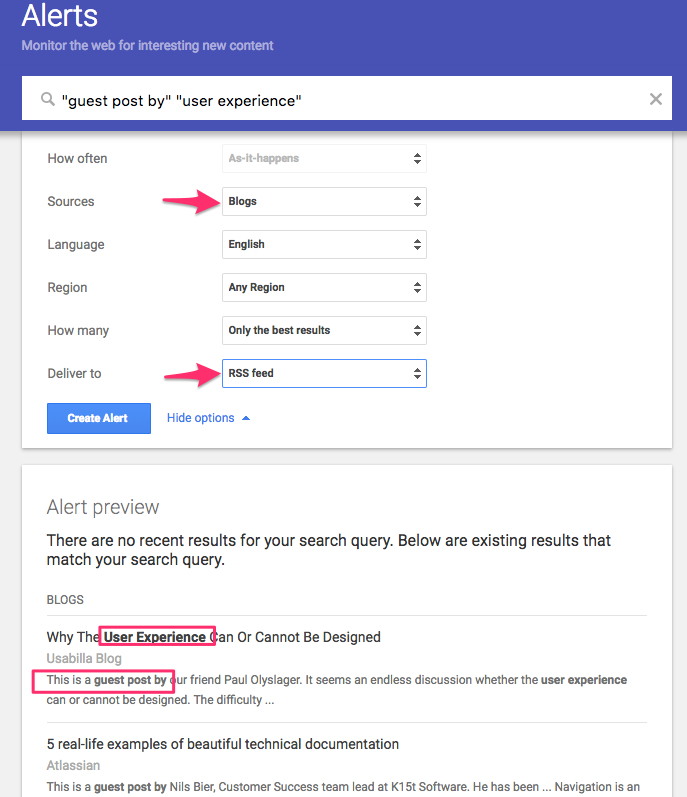 Alerts
Monitor the web for interesting new content
"guest post by" "user experience"
How often As-it-happens
Sources Blogs
Language English
Region Any Region
How many Only the best results
Deliver to RSS feed
Create Alert Hide options
Alert preview
There are no recent results for your search query. Below are existing results that
match your search query.
BLOGS
Why The User Experience Can Or Cannot Be Designed
Usabilla Blog
This is a guest post by our friend Paul Olyslager. It seems an endless discussion whether the user experience
can or cannot be designed. The difficulty ...
5 real-life examples of beautiful technical documentation
Atlassian
This is a guest post by Nils Bier, Customer Success team lead at K15t Software. He has been ... Navigation is an